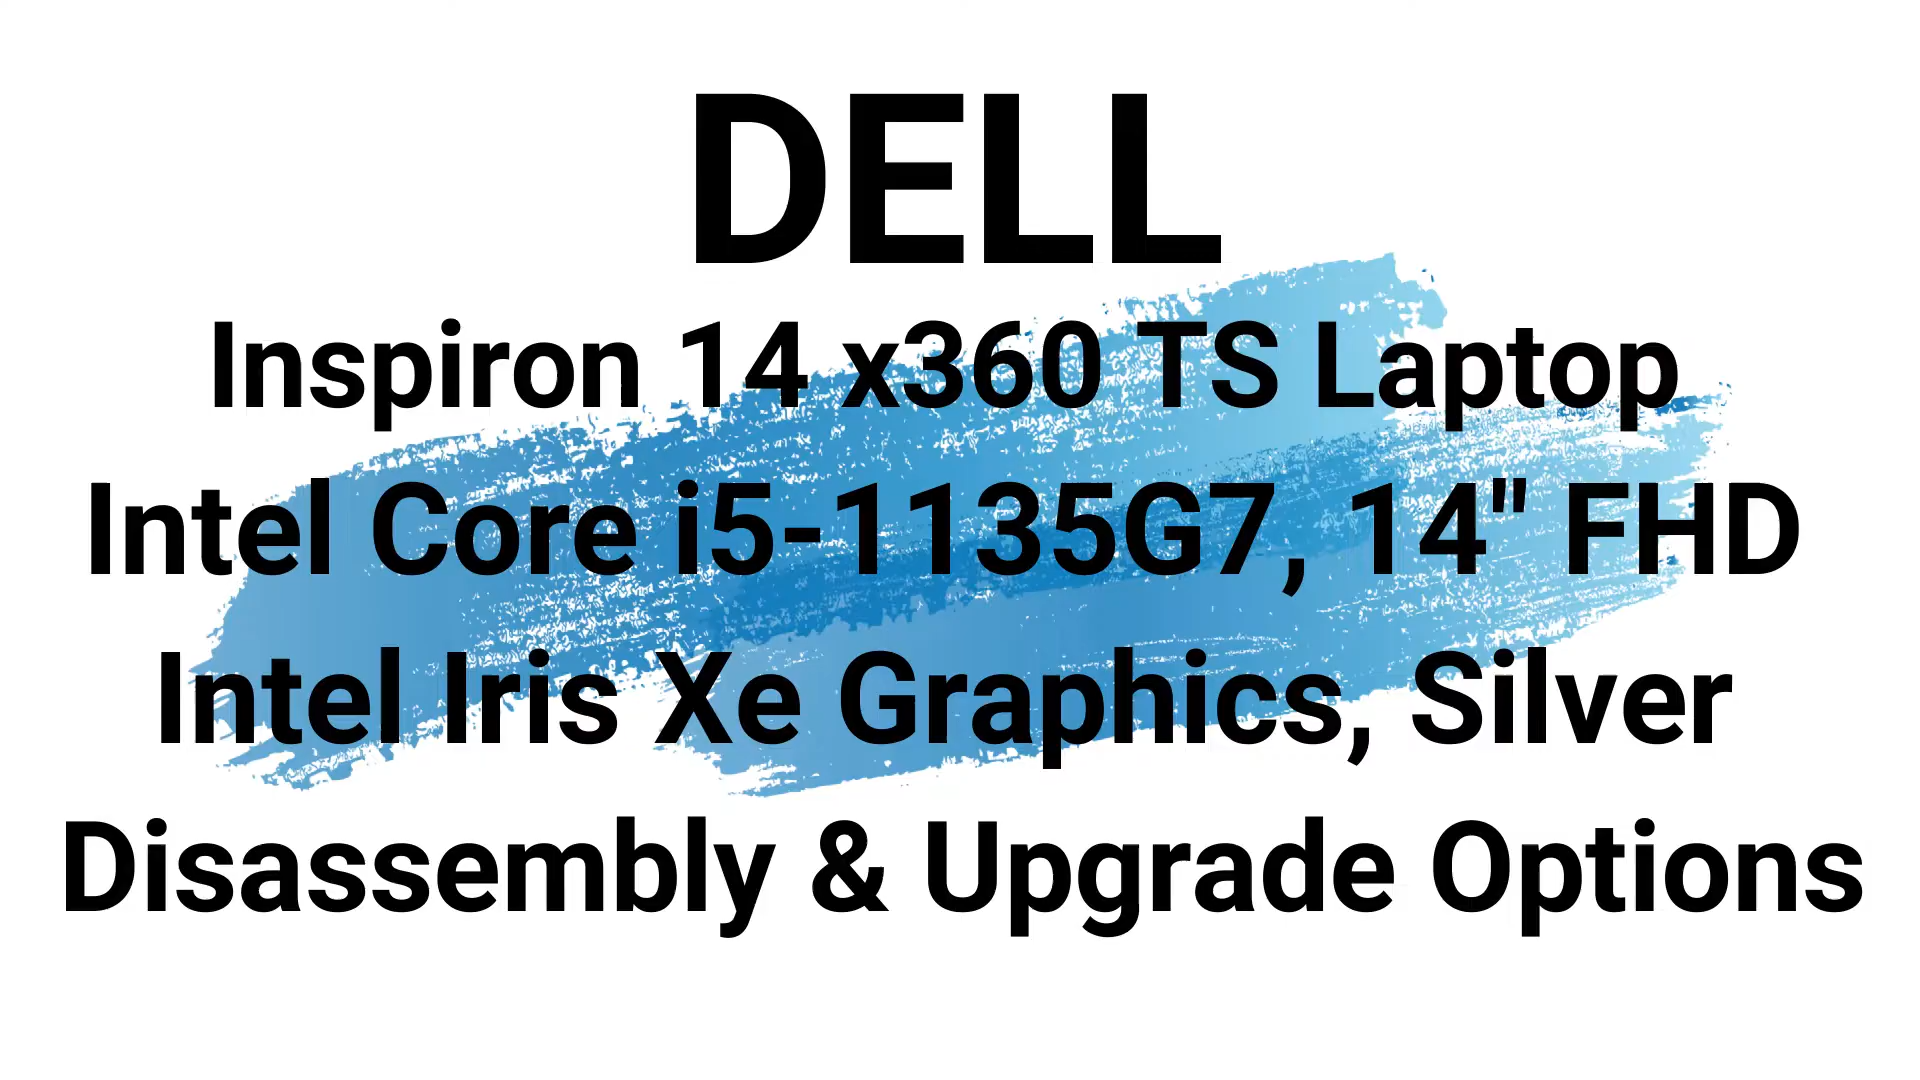 DELL
Inspiron 14 x360 TS Laptop
Intel Core i5-1135G7, 14" FHD
Intel Iris Xe Graphics, Silver
Disassembly & Upgrade Options